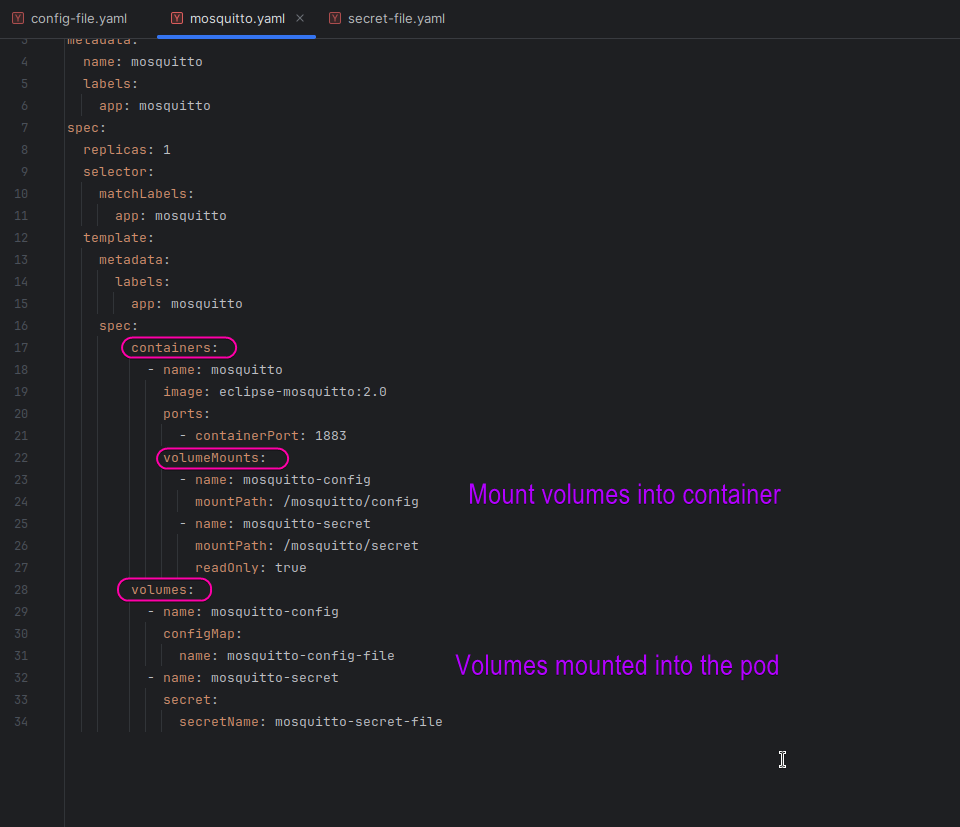 config-file.yaml mosquitto.yaml × secret-file.yaml
3 metadata:
4 name: mosquitto
5 labels:
6 app: mosquitto
7 spec:
8 replicas: 1
9 selector:
10 matchLabels:
11 app: mosquitto
12 template:
13 metadata:
14 labels:
15 app: mosquitto
16 spec:
17 containers:
18 - name: mosquitto
19 image: eclipse-mosquitto:2.0
20 ports:
21 - containerPort: 1883
22 volumeMounts:
23 - name: mosquitto-config
24 mountPath: /mosquitto/config
Mount volumes into container
25 - name: mosquitto-secret
26 mountPath: /mosquitto/secret
27 readOnly: true
28 volumes:
29 - name: mosquitto-config
30 configMap:
31 name: mosquitto-config-file
Volumes mounted into the pod
32 - name: mosquitto-secret
33 secret:
34 secretName: mosquitto-secret-file